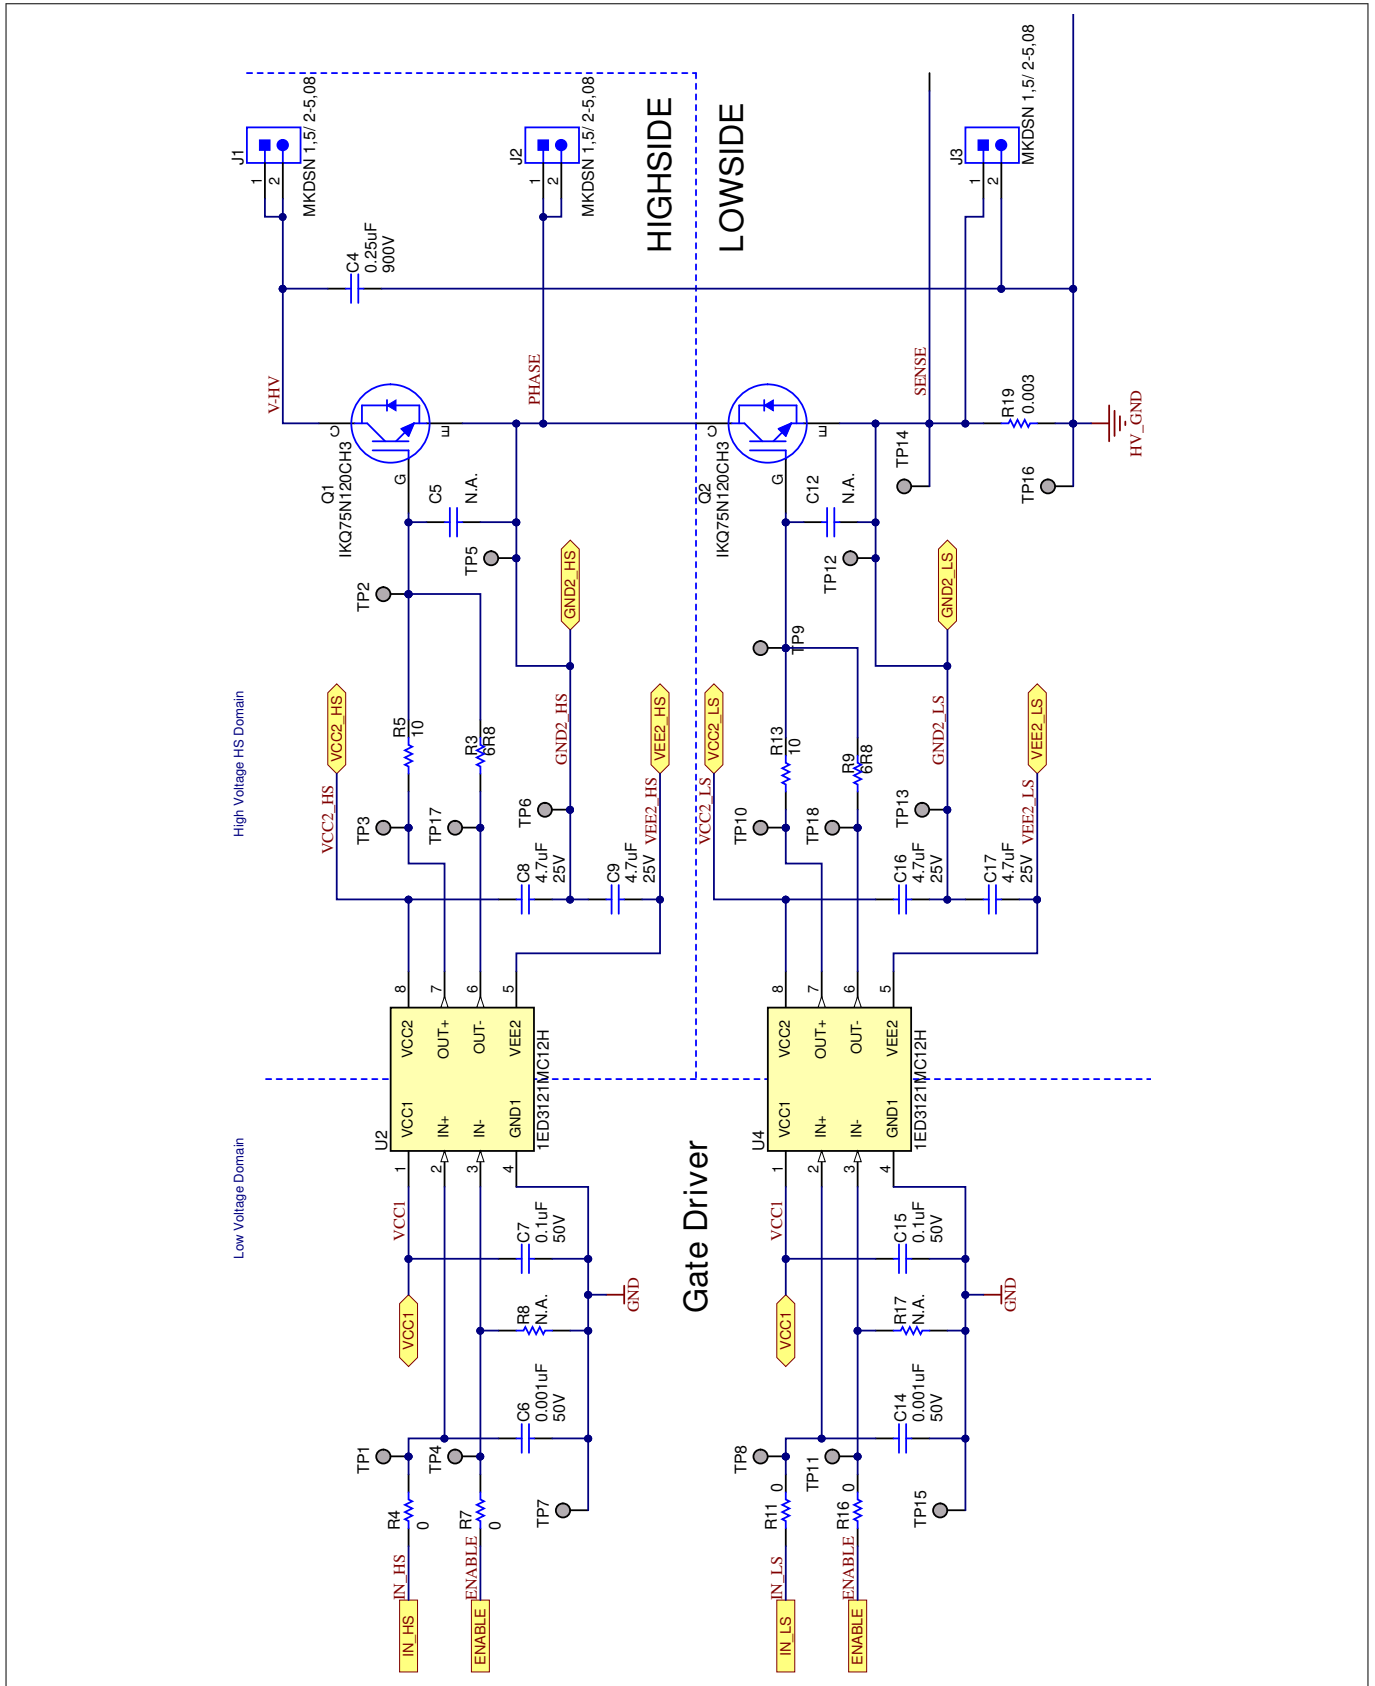 J1
1
2
MKDSN 1,5/ 2-5,08
J2
1
2
MKDSN 1,5/ 2-5,08
HIGHSIDE
LOWSIDE
J3
1
2
MKDSN 1,5/ 2-5,08
C4
0.25uF
900V
V-HV
PHASE
SENSE
R19
0.003
HV_GND
TP14
TP16
C
E
G
Q1
IKQ75N120CH3
C5
N.A.
TP5
TP2
C
E
G
Q2
IKQ75N120CH3
C12
N.A.
TP12
TP9
GND2_HS
GND2_LS
High Voltage HS Domain
VCC2_HS
VCC2_HS
R5
10
R3
6R8
GND2_HS
VEE2_HS
VEE2_HS
TP3
TP17
TP6
C8
4.7uF
25V
C9
4.7uF
25V
VCC2_LS
VCC2_LS
R13
10
R9
6R8
GND2_LS
VEE2_LS
VEE2_LS
TP10
TP18
TP13
C16
4.7uF
25V
C17
4.7uF
25V
8
7
6
5
VCC2
OUT+
OUT-
VEE2
VCC1
IN+
IN-
GND1
U2
1ED3121MC12H
1
2
3
4
8
7
6
5
VCC2
OUT+
OUT-
VEE2
VCC1
IN+
IN-
GND1
U4
1ED3121MC12H
1
2
3
4
Low Voltage Domain
Gate Driver
VCC1
VCC1
C7
0.1uF
50V
R8
N.A.
GND
C6
0.001uF
50V
TP1
TP4
TP7
R4
0
R7
0
IN_HS
ENABLE
IN_HS
ENABLE
VCC1
VCC1
C15
0.1uF
50V
R17
N.A.
GND
C14
0.001uF
50V
TP8
TP11
TP15
R11
0
R16
0
IN_LS
ENABLE
IN_LS
ENABLE